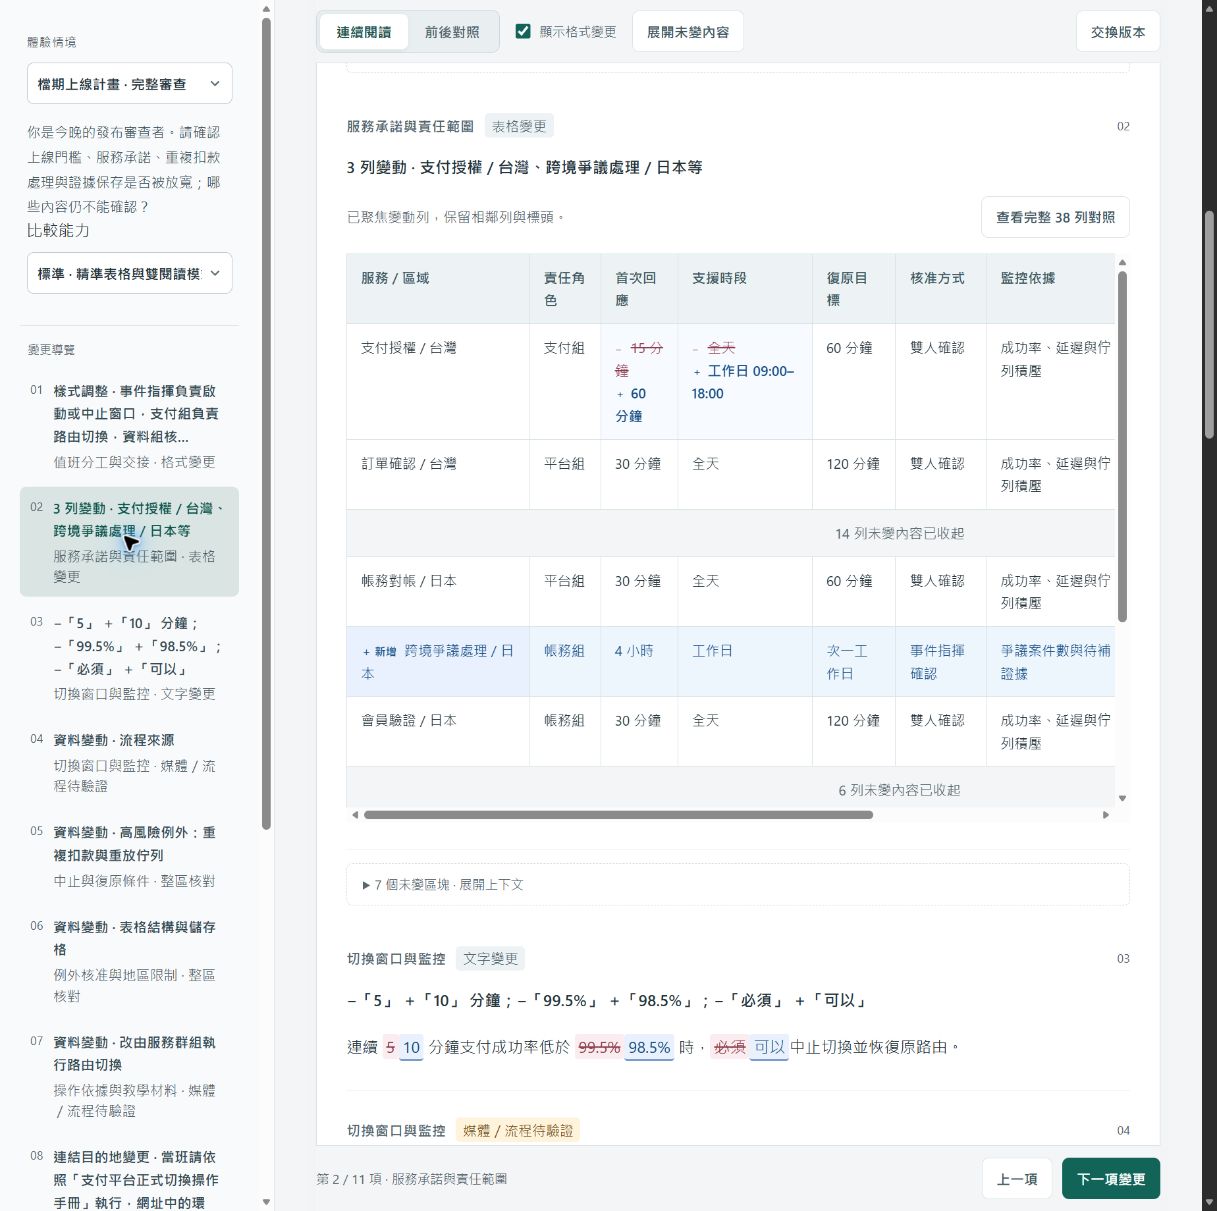 體驗情境
檔期上線計畫 · 完整審查
你是今晚的發布審查者。請確認
上線門檻、服務承諾、重複扣款
處理與證據保存是否被放寬；哪
些內容仍不能確認？
比較能力
標準 · 精準表格與雙閱讀模
變更導覽
01
樣式調整 · 事件指揮負責啟
動或中止窗口，支付組負責
路由切換，資料組核...
值班分工與交接 · 格式變更
02
3 列變動 · 支付授權 / 台灣、
跨境爭議處理 / 日本等
服務承諾與責任範圍 · 表格
變更
03
−「5」 +「10」 分鐘；
−「99.5%」 +「98.5%」；
−「必須」 +「可以」
切換窗口與監控 · 文字變更
04
資料變動 · 流程來源
切換窗口與監控 · 媒體 / 流
程待驗證
05
資料變動 · 高風險例外：重
複扣款與重放佇列
中止與復原條件 · 整區核對
06
資料變動 · 表格結構與儲存
格
例外核准與地區限制 · 整區
核對
07
資料變動 · 改由服務群組執
行路由切換
操作依據與教學材料 · 媒體
/ 流程待驗證
08
連結目的地變更 · 當班請依
照「支付平台正式切換操作
手冊」執行，網址中的環
連續閱讀
前後對照
顯示格式變更
展開未變內容
交換版本
服務承諾與責任範圍
表格變更
02
3 列變動 · 支付授權 / 台灣、跨境爭議處理 / 日本等
已聚焦變動列，保留相鄰列與標頭。
查看完整 38 列對照
服務 / 區域
責任角
色
首次回
應
支援時段
復原目
標
核准方式
監控依據
支付授權 / 台灣
支付組
− 15 分
鐘
+ 60
分鐘
− 全天
+ 工作日 09:00–
18:00
60 分鐘
雙人確認
成功率、延遲與佇
列積壓
訂單確認 / 台灣
平台組
30 分鐘
全天
120 分鐘
雙人確認
成功率、延遲與佇
列積壓
14 列未變內容已收起
帳務對帳 / 日本
平台組
30 分鐘
全天
60 分鐘
雙人確認
成功率、延遲與佇
列積壓
+ 新增 跨境爭議處理 / 日
本
帳務組
4 小時
工作日
次一工
作日
事件指揮
確認
爭議案件數與待補
證據
會員驗證 / 日本
帳務組
30 分鐘
全天
120 分鐘
雙人確認
成功率、延遲與佇
列積壓
6 列未變內容已收起
▶ 7 個未變區塊 · 展開上下文
切換窗口與監控
文字變更
03
−「5」 +「10」 分鐘；−「99.5%」 +「98.5%」；−「必須」 +「可以」
連續 5 10 分鐘支付成功率低於 99.5% 98.5% 時，必須 可以 中止切換並恢復原路由。
切換窗口與監控
媒體 / 流程待驗證
04
第 2 / 11 項 · 服務承諾與責任範圍
上一項
下一項變更